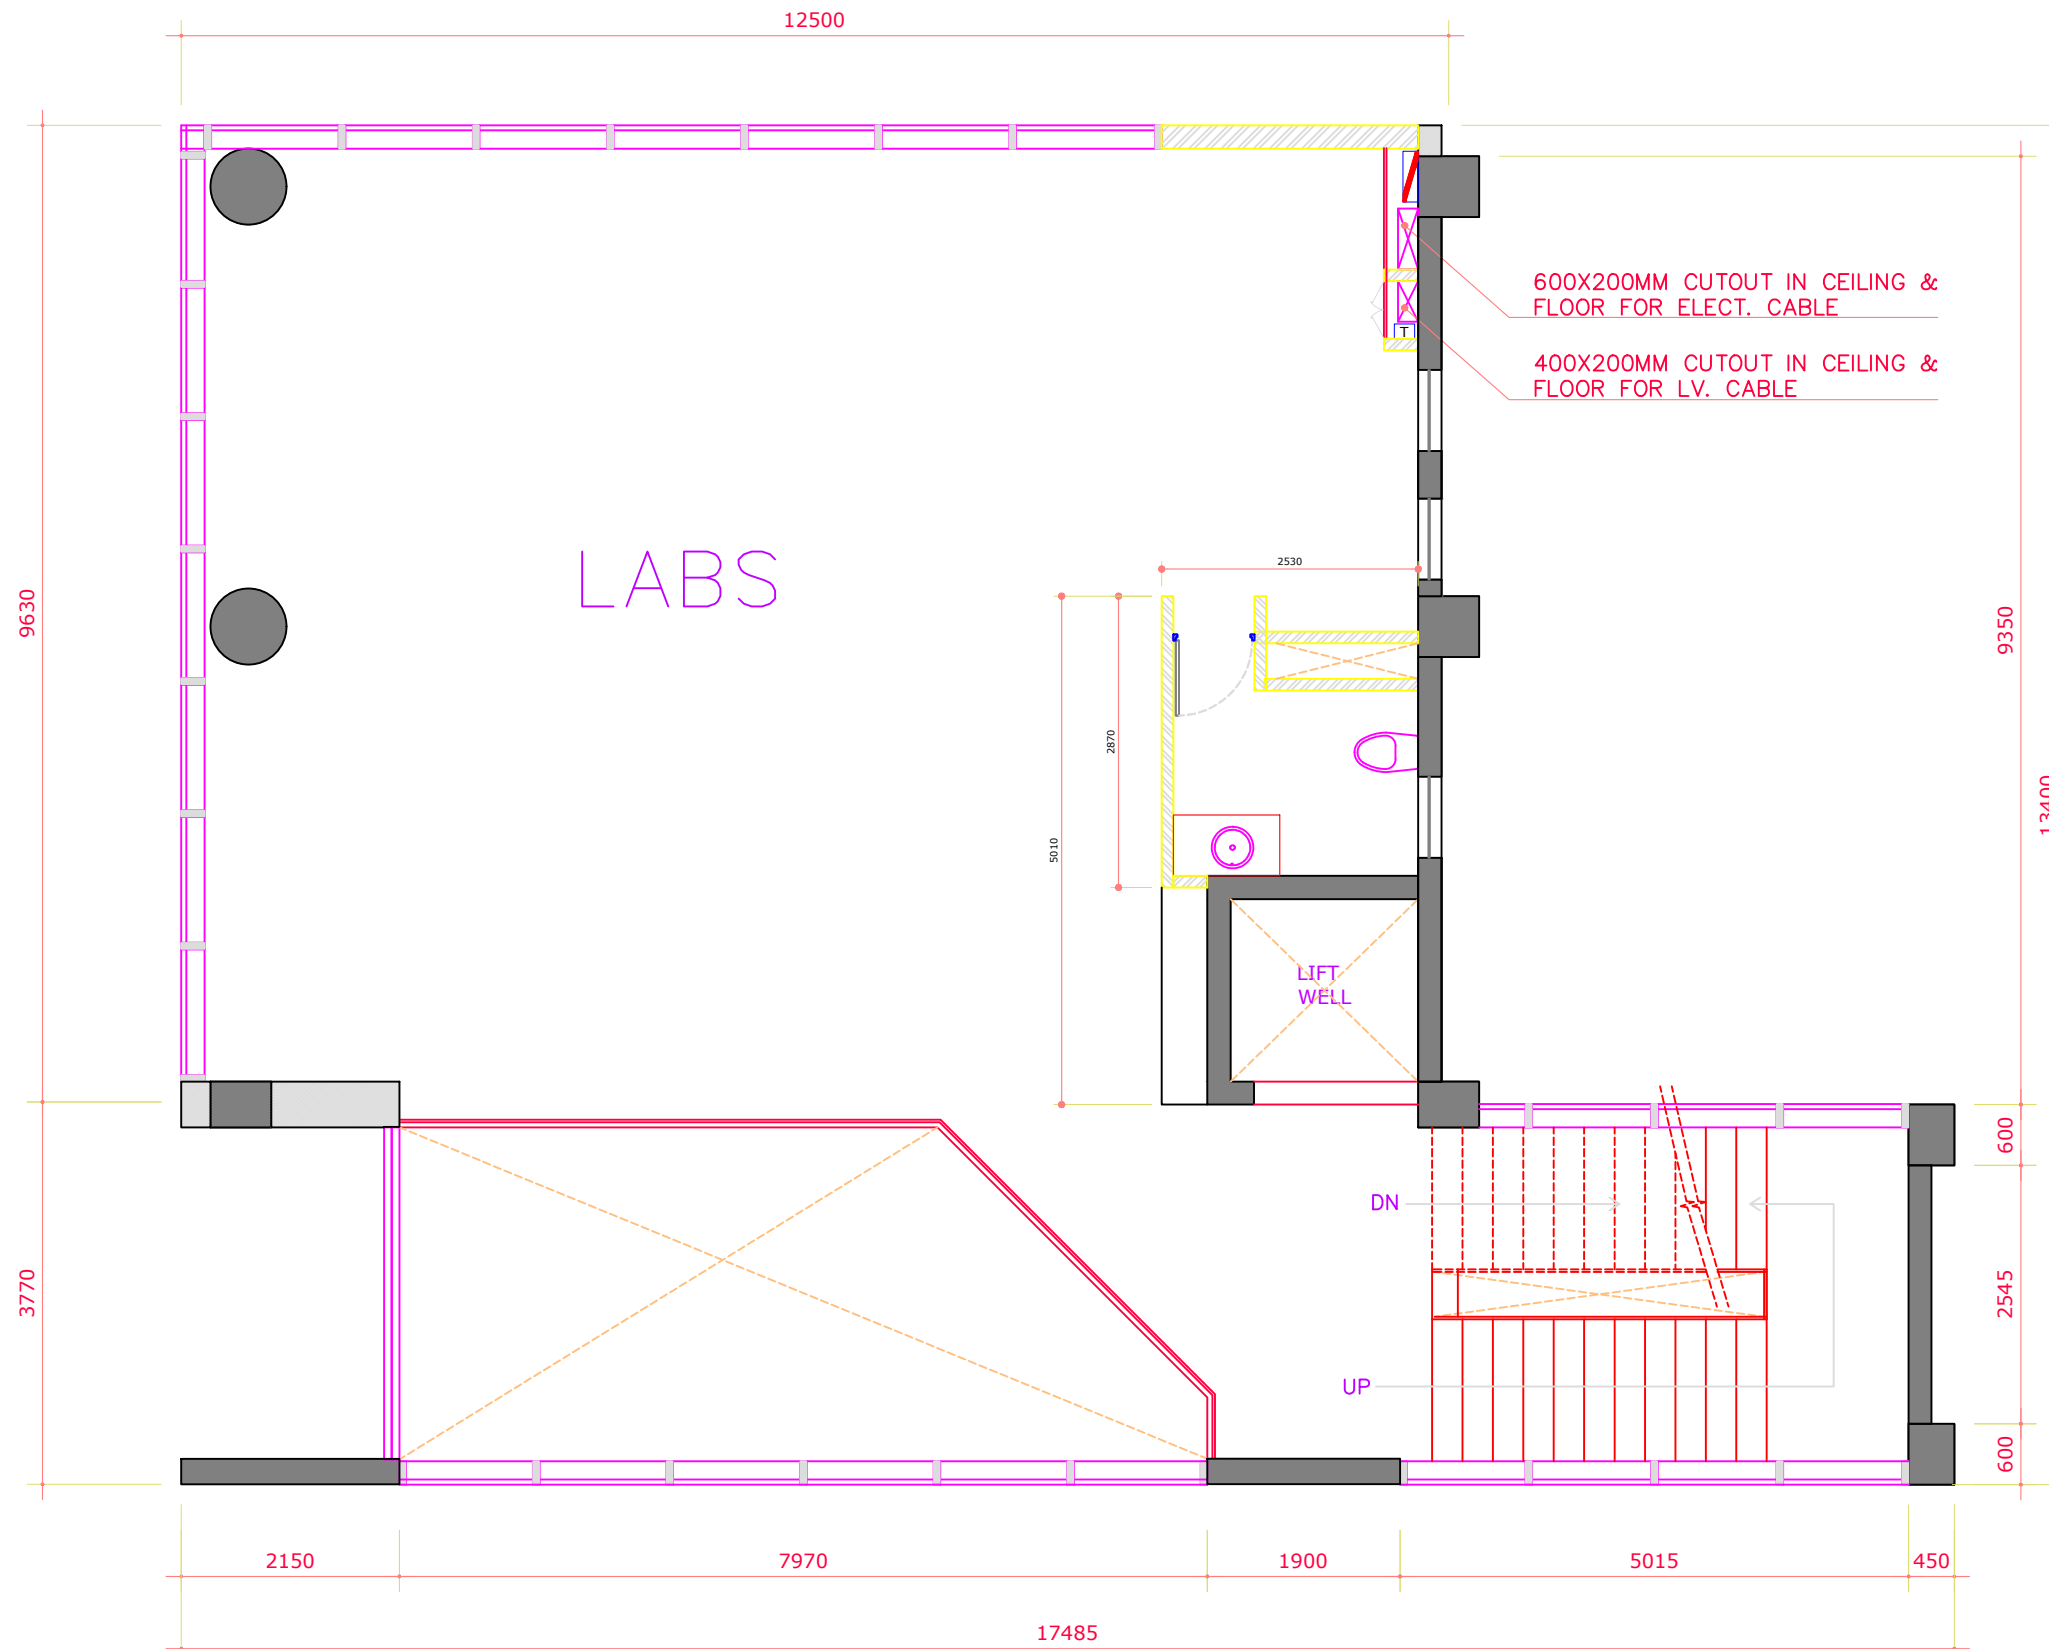 12500
600X200MM CUTOUT IN CEILING &
FLOOR FOR ELECT. CABLE
T
400X200MM CUTOUT IN CEILING &
FLOOR FOR LV. CABLE
LABS
2530
9630
9350
2870
13400
5010
LIFT
WELL
600
DN
3770
2545
UP
600
2150
7970
1900
5015
450
17485